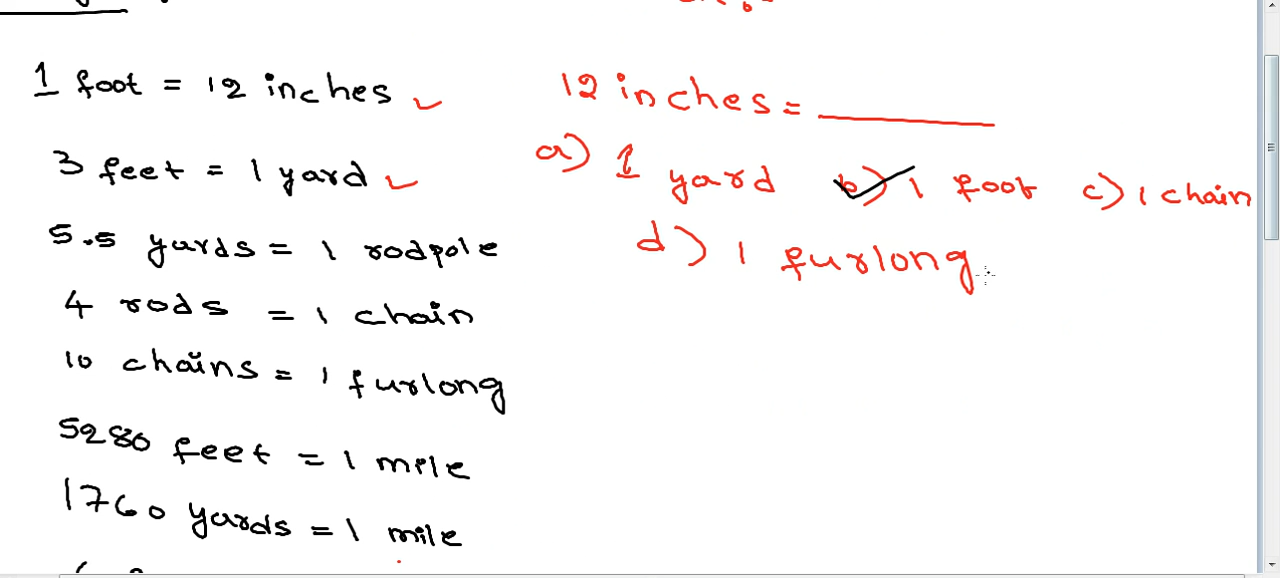 1 foot = 12 inches
3 feet = 1 yard
5.5 yards = 1 rodpole
4 rods = 1 chain
10 chains = 1 furlong
5280 feet = 1 mile
1760 yards = 1 mile
12 inches =
a) 1 yard b) 1 foot c) 1 chain
d) 1 furlong